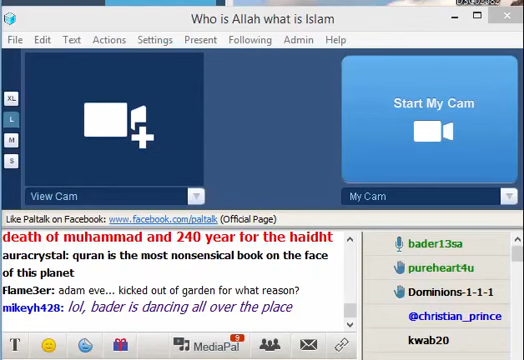 Who is Allah what is Islam
File Edit Text Actions Settings Present Following Admin Help
XL
L
M
S
Start My Cam
View Cam
My Cam
Like Paltalk on Facebook: www.facebook.com/paltalk (Official Page)
death of muhammad and 240 year for the haidht
auracrystal: quran is the most nonsensical book on the face
of this planet
Flame3er: adam eve... kicked out of garden for what reason?
mikeyh428: lol, bader is dancing all over the place
bader13sa
pureheart4u
Dominions-1-1-1
@christian_prince
kwab20
T
MediaPal